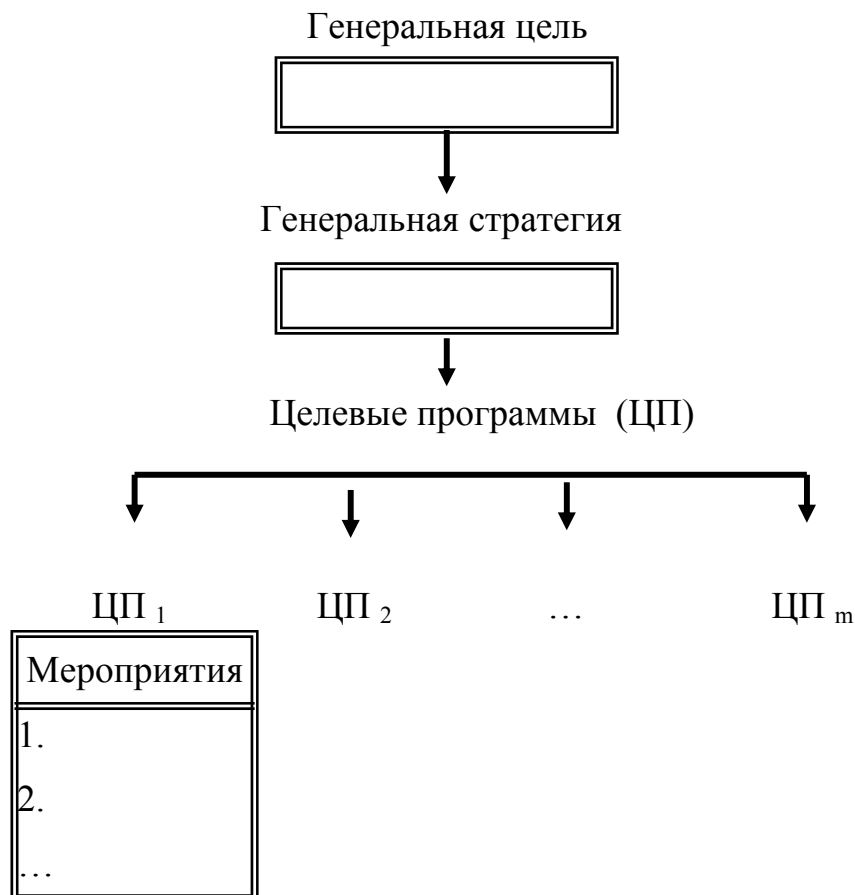 Генеральная цель
Генеральная стратегия
Целевые программы (ЦП)
ЦП 1 ЦП 2 … ЦП m
Мероприятия
1.
2.
…